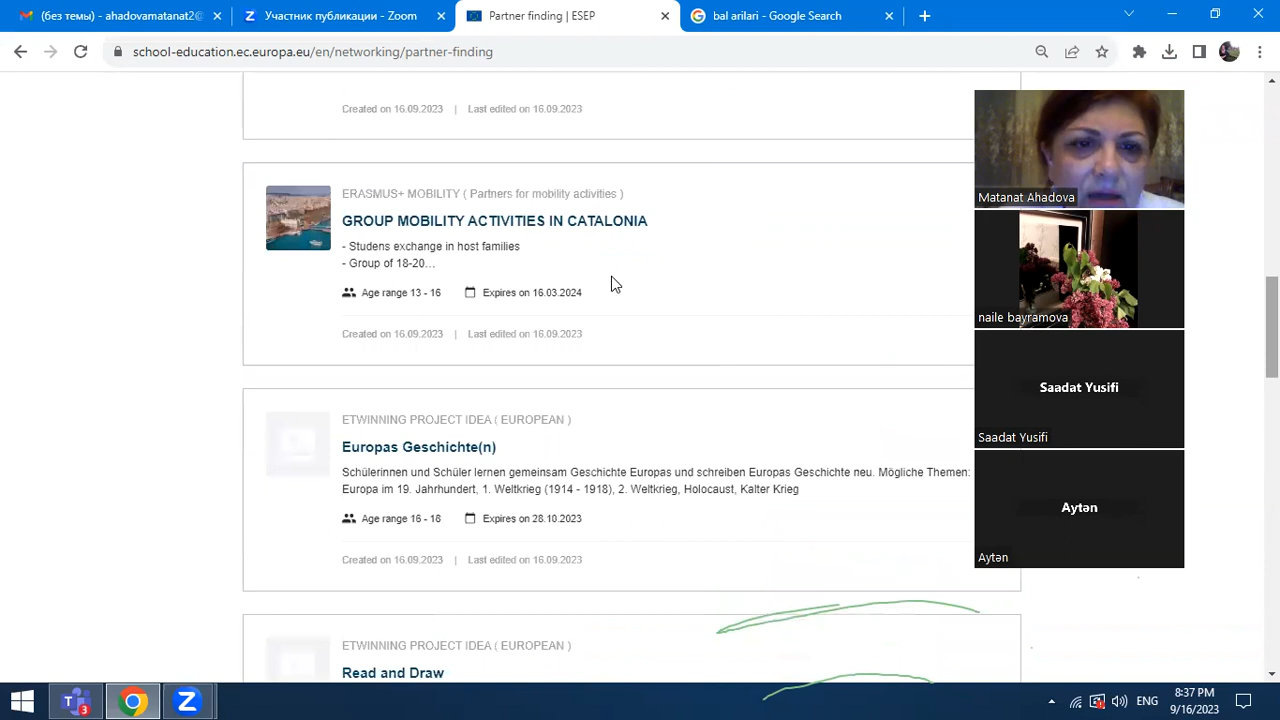 (без темы) - ahadovamatanat2@
Участник публикации - Zoom
Partner finding | ESEP
bal arilari - Google Search
school-education.ec.europa.eu/en/networking/partner-finding
Created on 16.09.2023 | Last edited on 16.09.2023
ERASMUS+ MOBILITY ( Partners for mobility activities )
GROUP MOBILITY ACTIVITIES IN CATALONIA
- Studens exchange in host families
- Group of 18-20...
Age range 13 - 16 Expires on 16.03.2024
Created on 16.09.2023 | Last edited on 16.09.2023
ETWINNING PROJECT IDEA ( EUROPEAN )
Europas Geschichte(n)
Schülerinnen und Schüler lernen gemeinsam Geschichte Europas und schreiben Europas Geschichte neu. Mögliche Themen:
Europa im 19. Jahrhundert, 1. Weltkrieg (1914 - 1918), 2. Weltkrieg, Holocaust, Kalter Krieg
Age range 16 - 18 Expires on 28.10.2023
Created on 16.09.2023 | Last edited on 16.09.2023
ETWINNING PROJECT IDEA ( EUROPEAN )
Read and Draw
Matanat Ahadova
naile bayramova
Saadat Yusifi
Saadat Yusifi
Aytən
Aytən
3
ENG
8:37 PM
9/16/2023